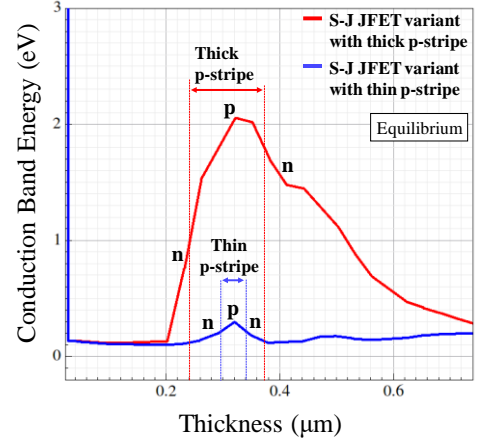 3
S-J JFET variant
with thick p-stripe
S-J JFET variant
with thin p-stripe
Equilibrium
Thick
p-stripe
p
n
n
Thin
p-stripe
n
p
n
2
1
0
0.2
0.4
0.6
Conduction Band Energy (eV)
Thickness (μm)